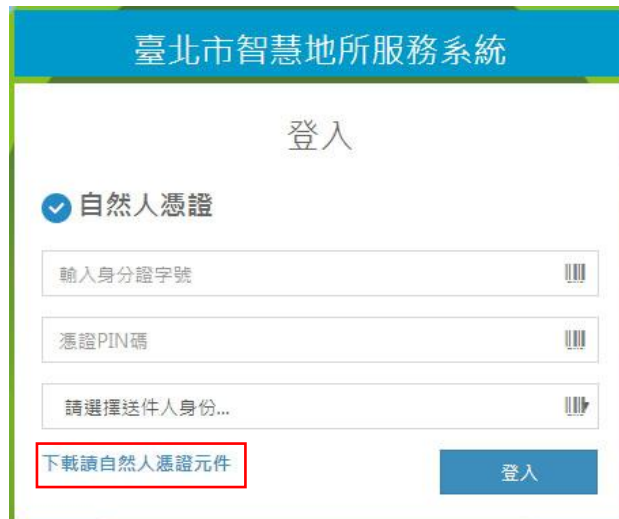 臺北市智慧地所服務系統
登入
自然人憑證
輸入身分證字號
憑證PIN碼
請選擇送件人身份...
下載請自然人憑證元件
登入